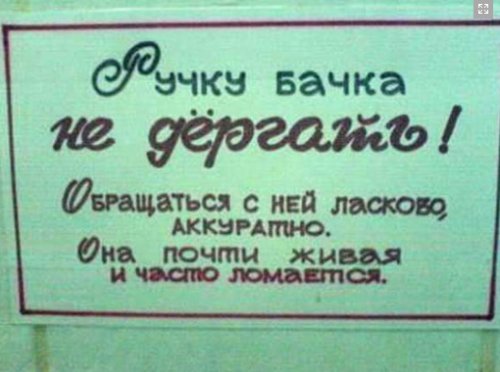 Ручку бачка
не дёргать!
Обращаться с ней ласково,
аккуратно.
Она почти живая
и часто ломается.